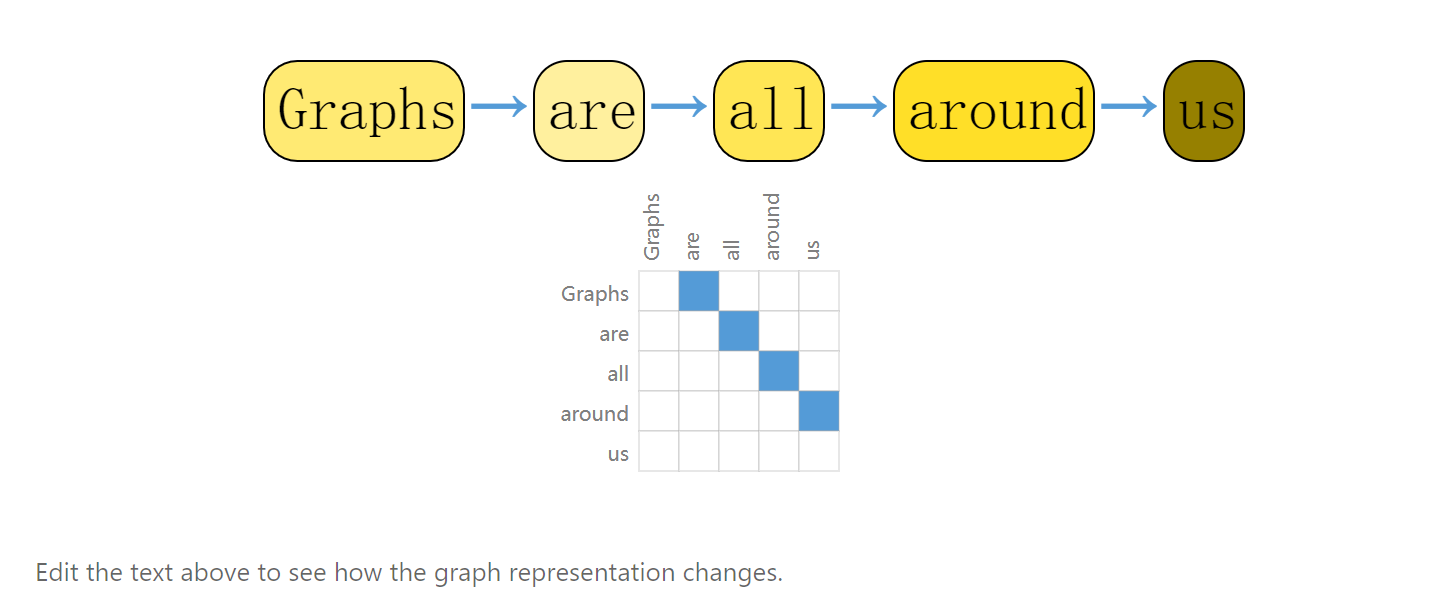 Graphs are all around us
Graphs are all around us
Graphs
are
all
around
us
Edit the text above to see how the graph representation changes.